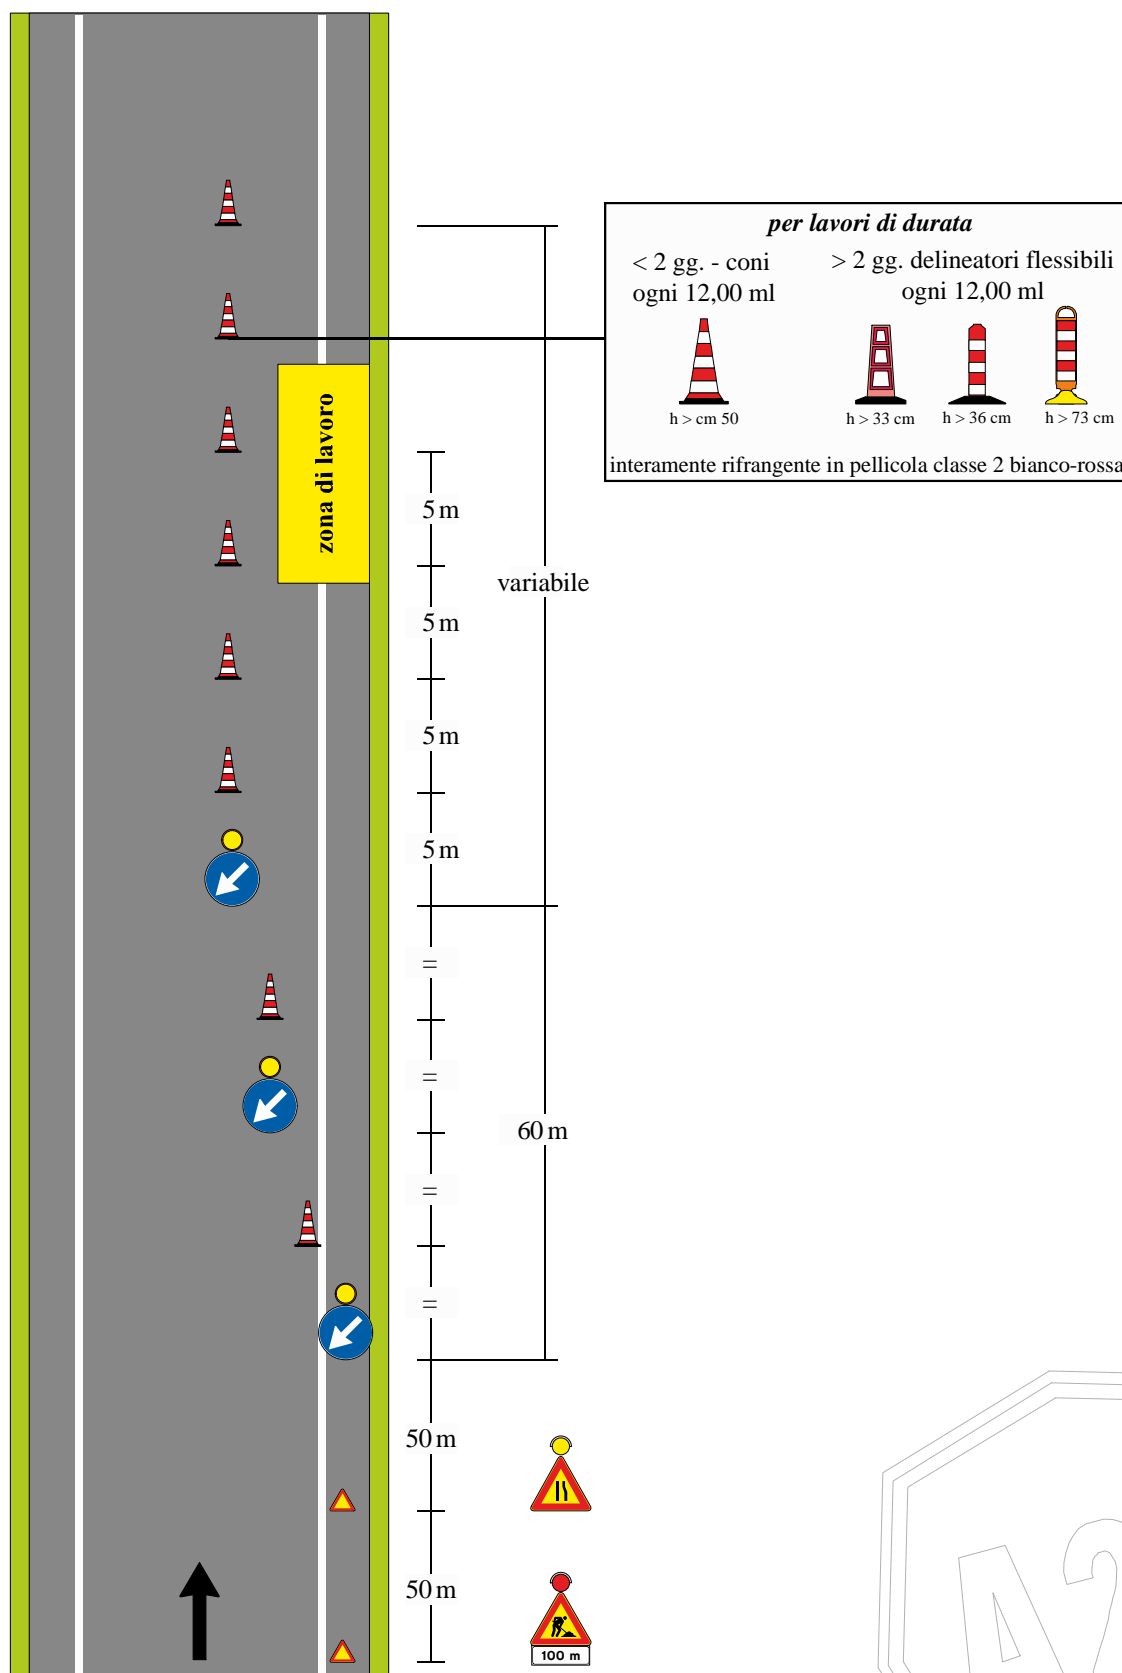 per lavori di durata
< 2 gg. - coni
ogni 12,00 ml
> 2 gg. delineatori flessibili
ogni 12,00 ml
h > cm 50
h > 33 cm
h > 36 cm
h > 73 cm
interamente rifrangente in pellicola classe 2 bianco-rossa
zona di lavoro
5 m
variabile
5 m
5 m
5 m
=
=
60 m
=
=
50 m
50 m
100 m
A2